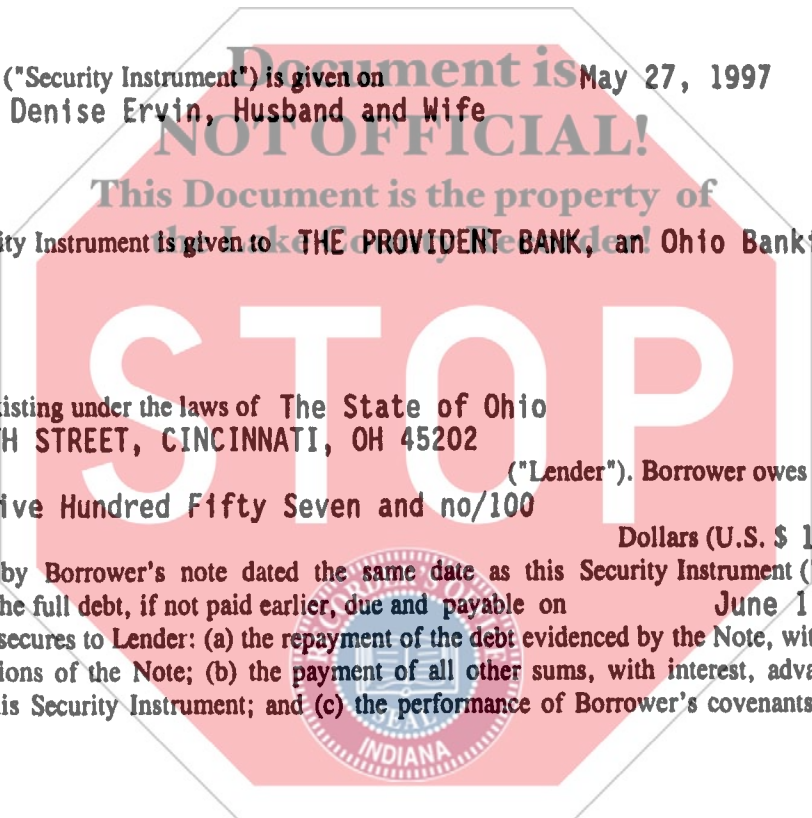 Document is
("Security Instrument") is given on May 27, 1997
Denise Ervin, Husband and Wife
NOT OFFICIAL!
This Document is the property of
the Lake County Recorder!
ity Instrument is given to THE PROVIDENT BANK, an Ohio Banki
STOP
isting under the laws of The State of Ohio
H STREET, CINCINNATI, OH 45202
("Lender"). Borrower owes
ive Hundred Fifty Seven and no/100
Dollars (U.S. $ 1
by Borrower's note dated the same date as this Security Instrument (
he full debt, if not paid earlier, due and payable on June 1
secures to Lender: (a) the repayment of the debt evidenced by the Note, wit
ions of the Note; (b) the payment of all other sums, with interest, adva
is Security Instrument; and (c) the performance of Borrower's covenants
SEAL
INDIANA